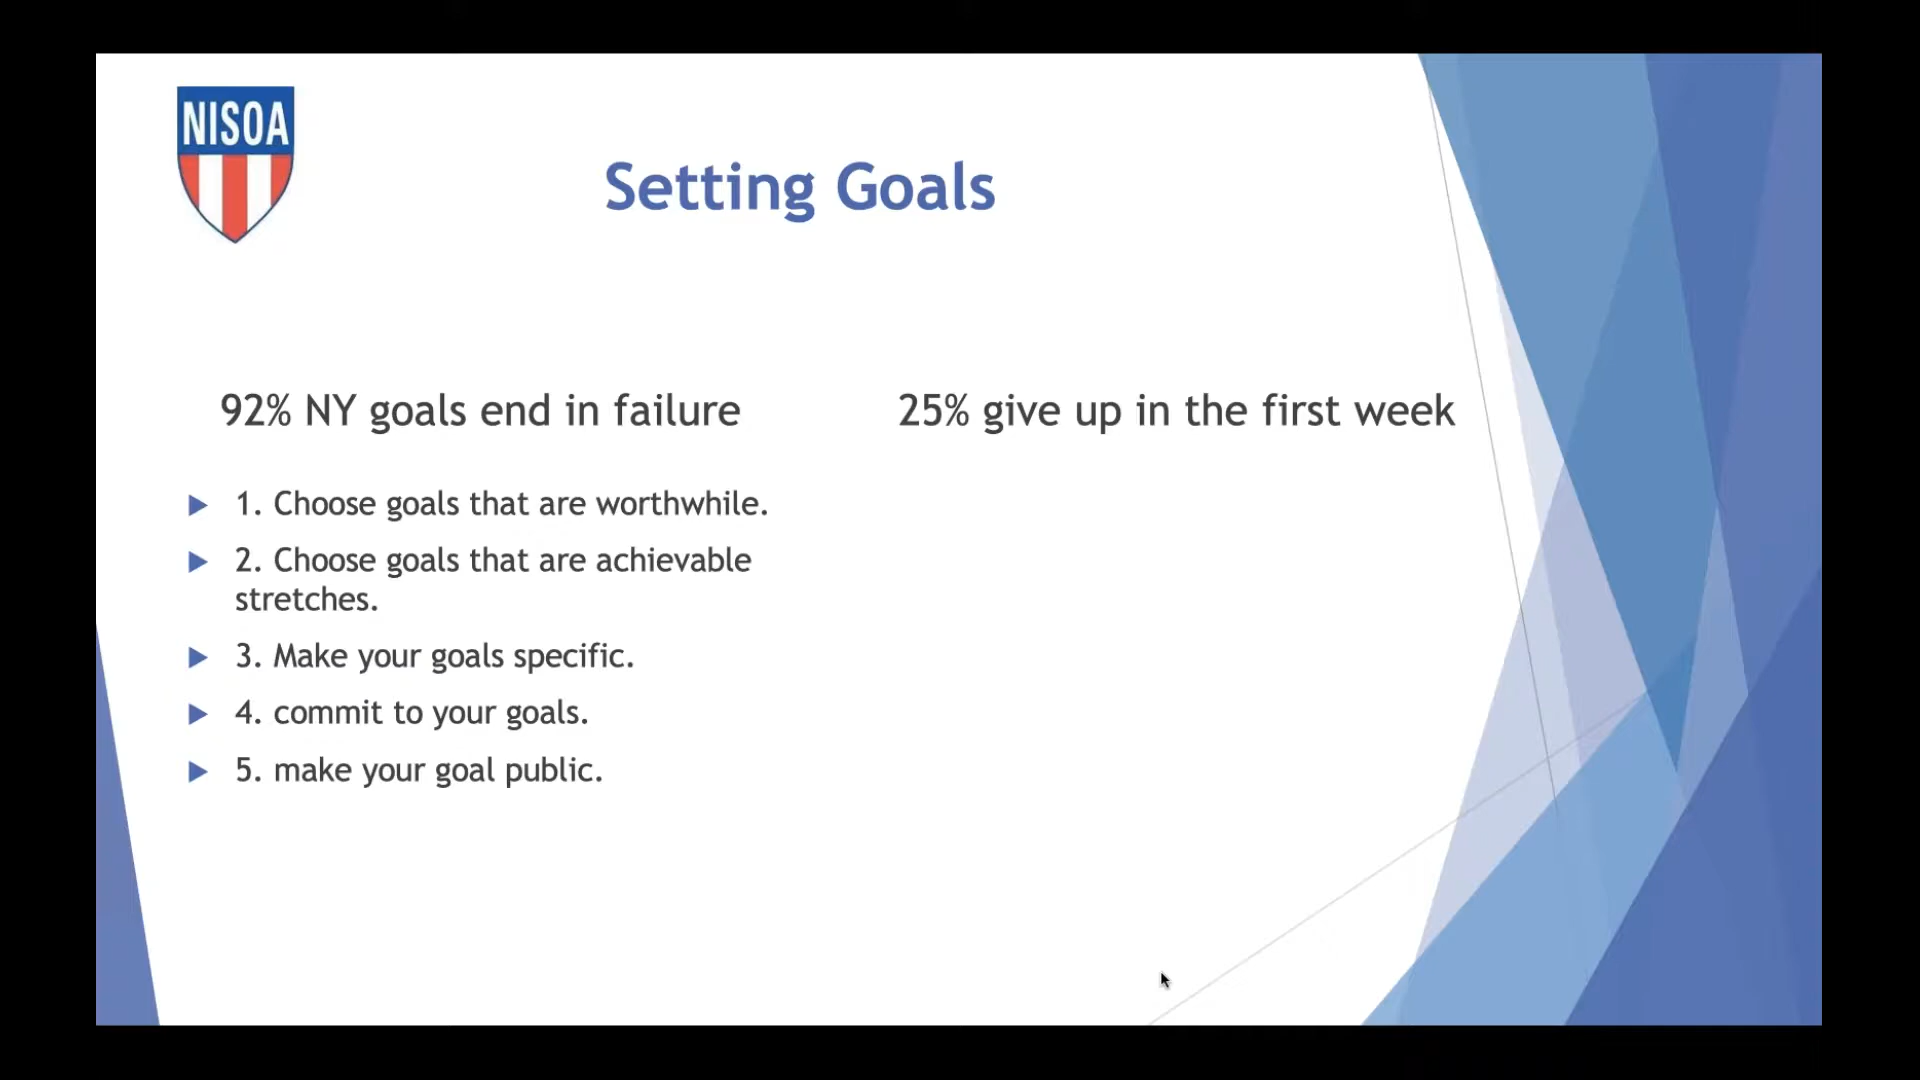 NISOA
Setting Goals
92% NY goals end in failure
25% give up in the first week
1. Choose goals that are worthwhile.
2. Choose goals that are achievable
stretches.
3. Make your goals specific.
4. commit to your goals.
5. make your goal public.